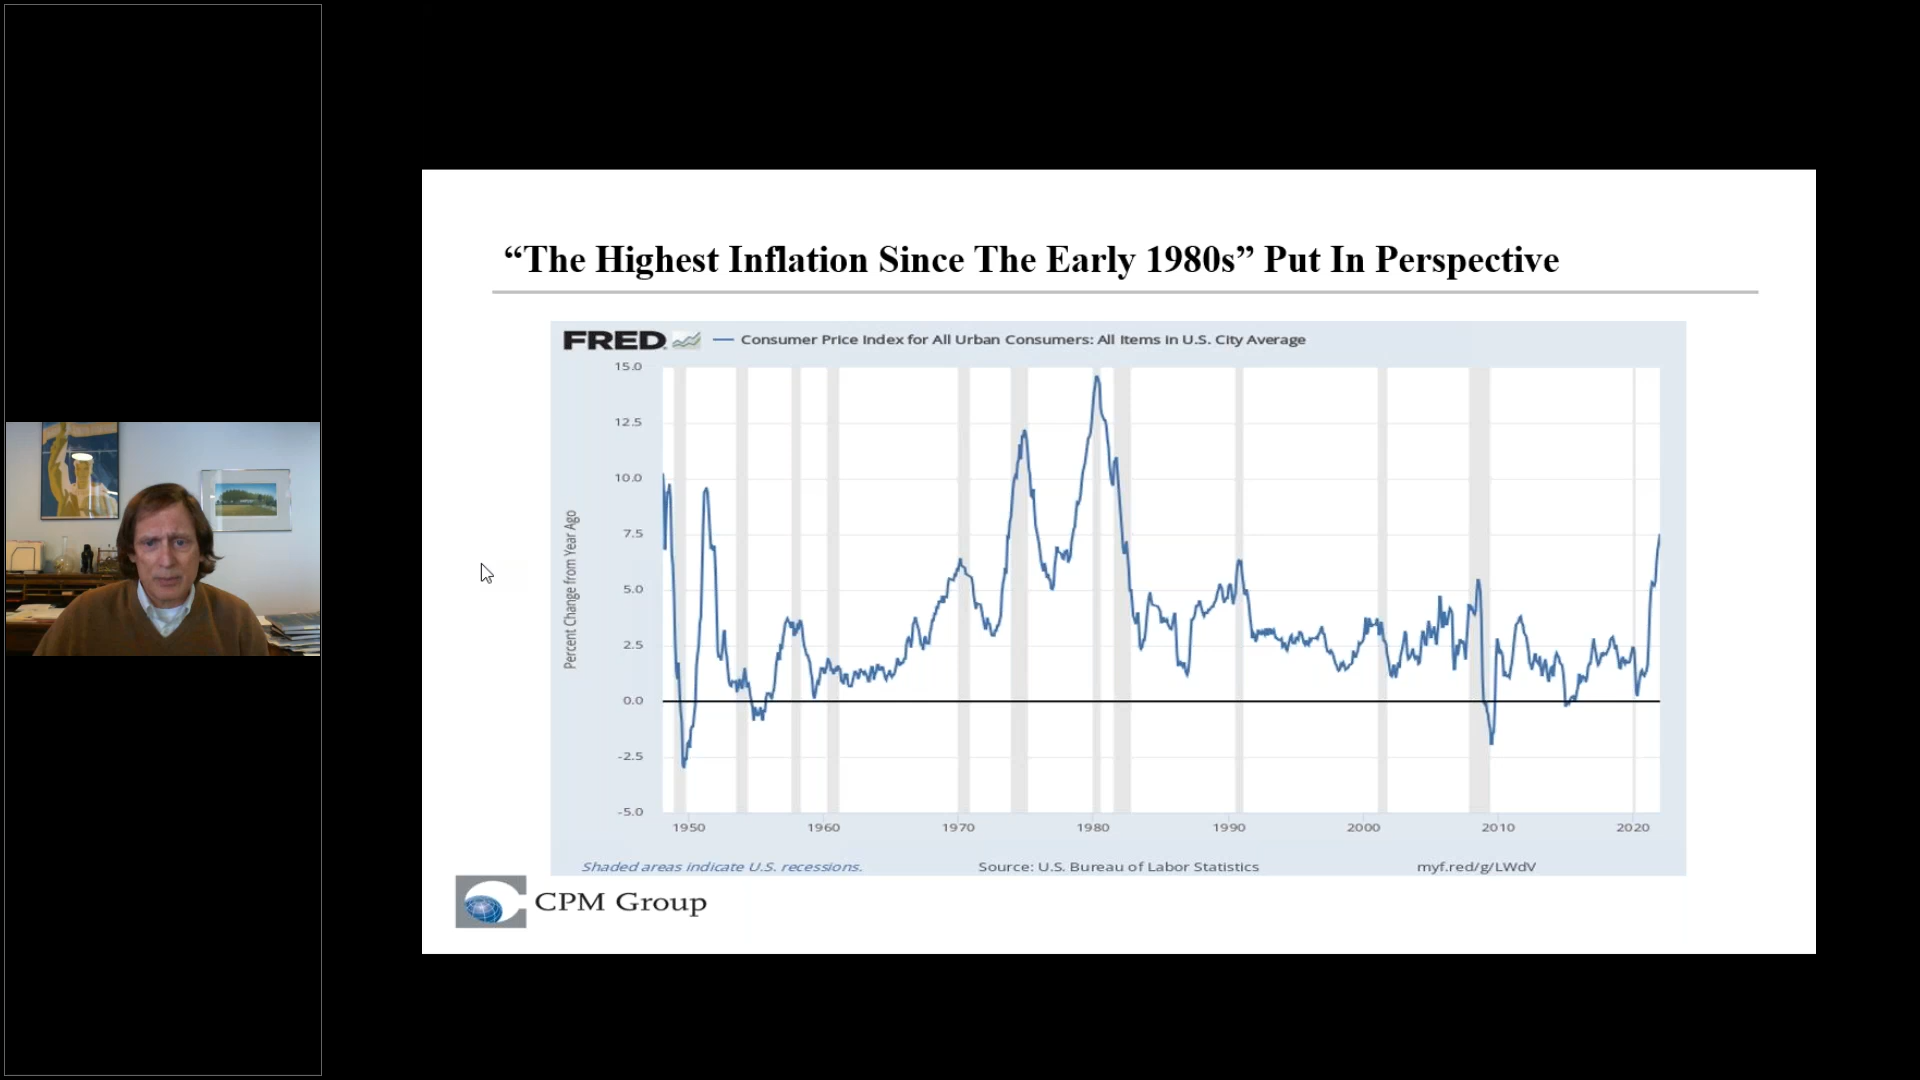 “The Highest Inflation Since The Early 1980s” Put In Perspective
FRED
Consumer Price Index for All Urban Consumers: All Items in U.S. City Average
Percent Change from Year Ago
15.0
12.5
10.0
7.5
5.0
2.5
0.0
-2.5
-5.0
1950 1960 1970 1980 1990 2000 2010 2020
Shaded areas indicate U.S. recessions.
Source: U.S. Bureau of Labor Statistics
myf.red/g/LWdV
CPM Group